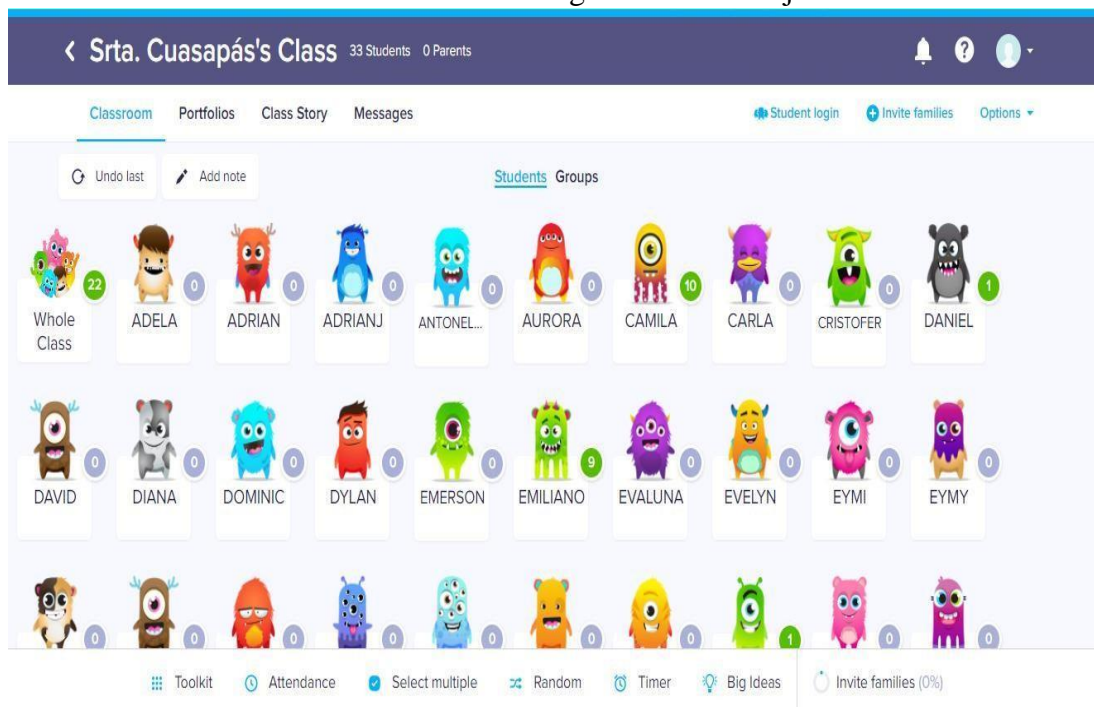 Srta. Cuasapás's Class 33 Students 0 Parents
Classroom Portfolios Class Story Messages Student login Invite families Options
Undo last Add note Students Groups
22 0 0 0 0 0 10 0 0 1
Whole Class ADELA ADRIAN ADRIANJ ANTONEL... AURORA CAMILA CARLA CRISTOFER DANIEL
0 0 0 0 0 9 0 0 0 0
DAVID DIANA DOMINIC DYLAN EMERSON EMILIANO EVALUNA EVELYN EYMI EYMY
0 0 0 0 0 0 0 1 0 0
Toolkit Attendance Select multiple Random Timer Big Ideas Invite families (0%)